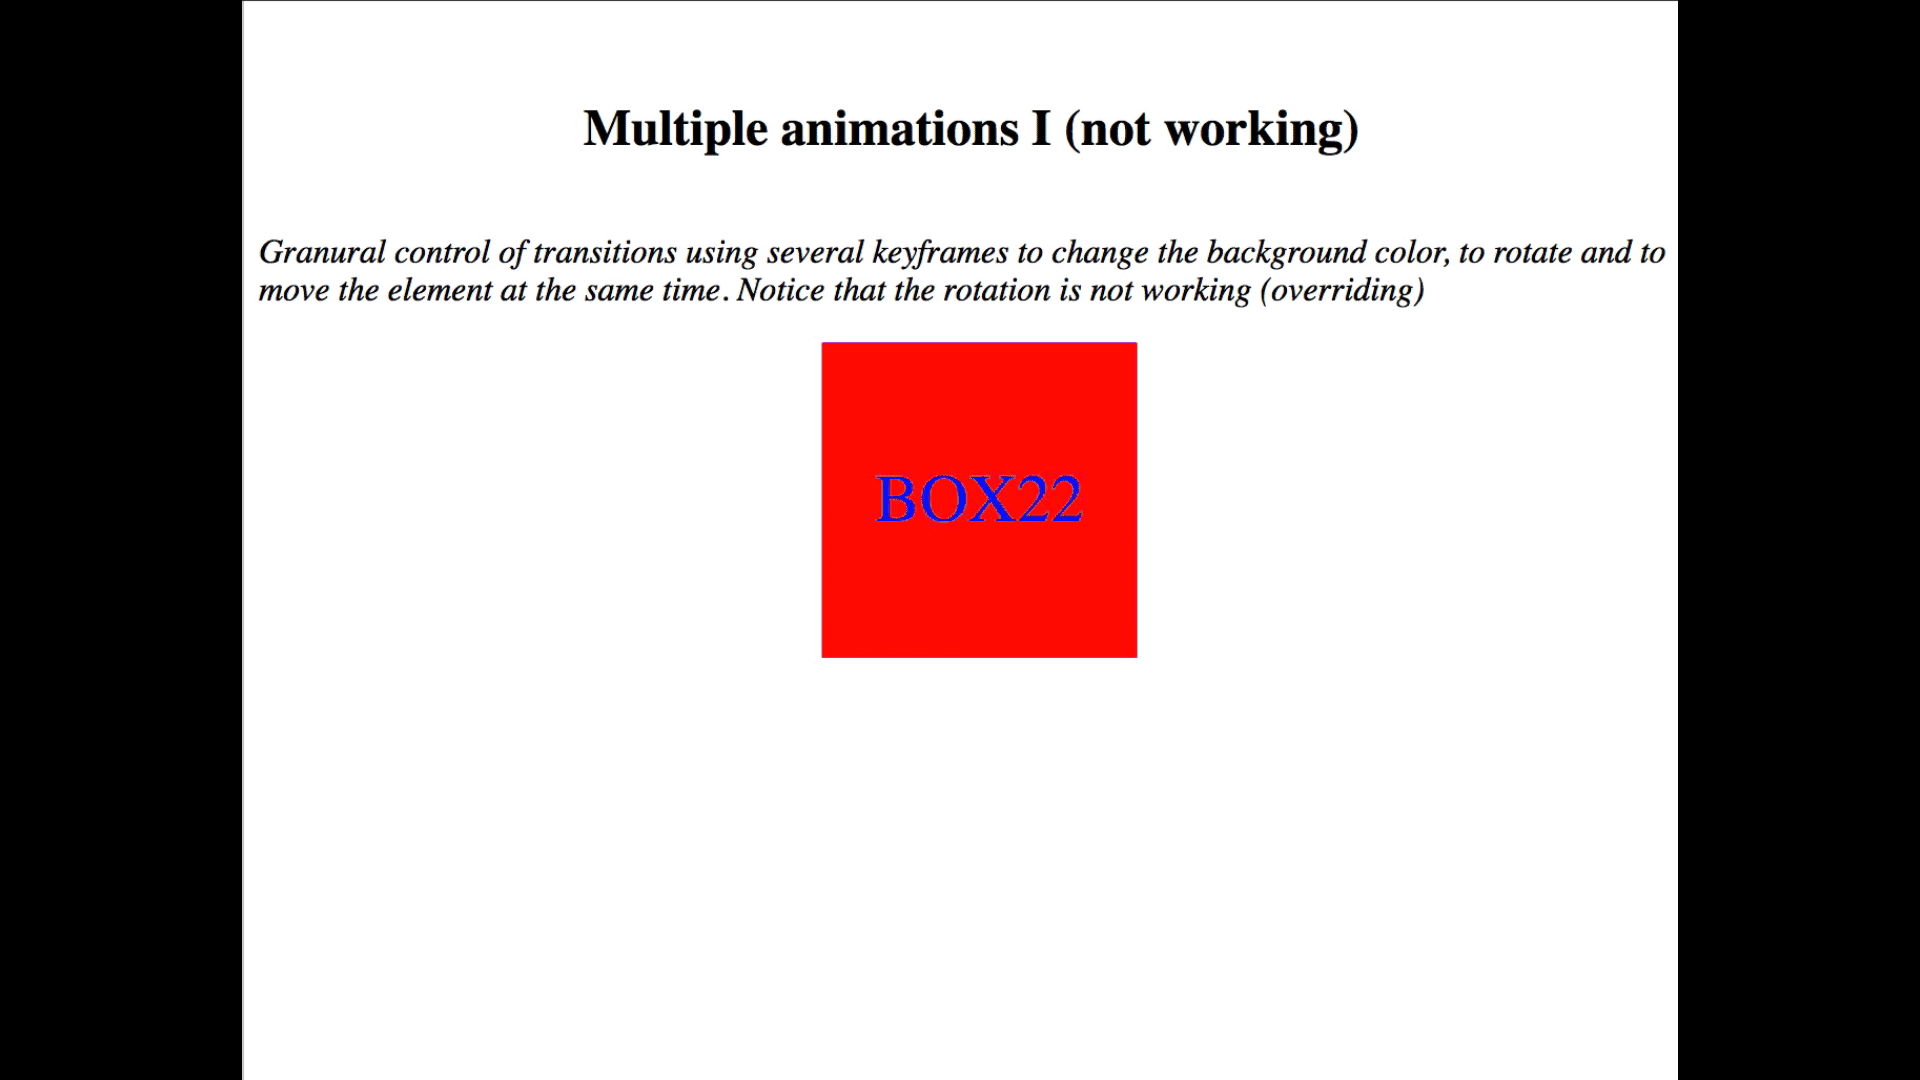 Multiple animations I (not working)
Granural control of transitions using several keyframes to change the background color, to rotate and to
move the element at the same time. Notice that the rotation is not working (overriding)
BOX22